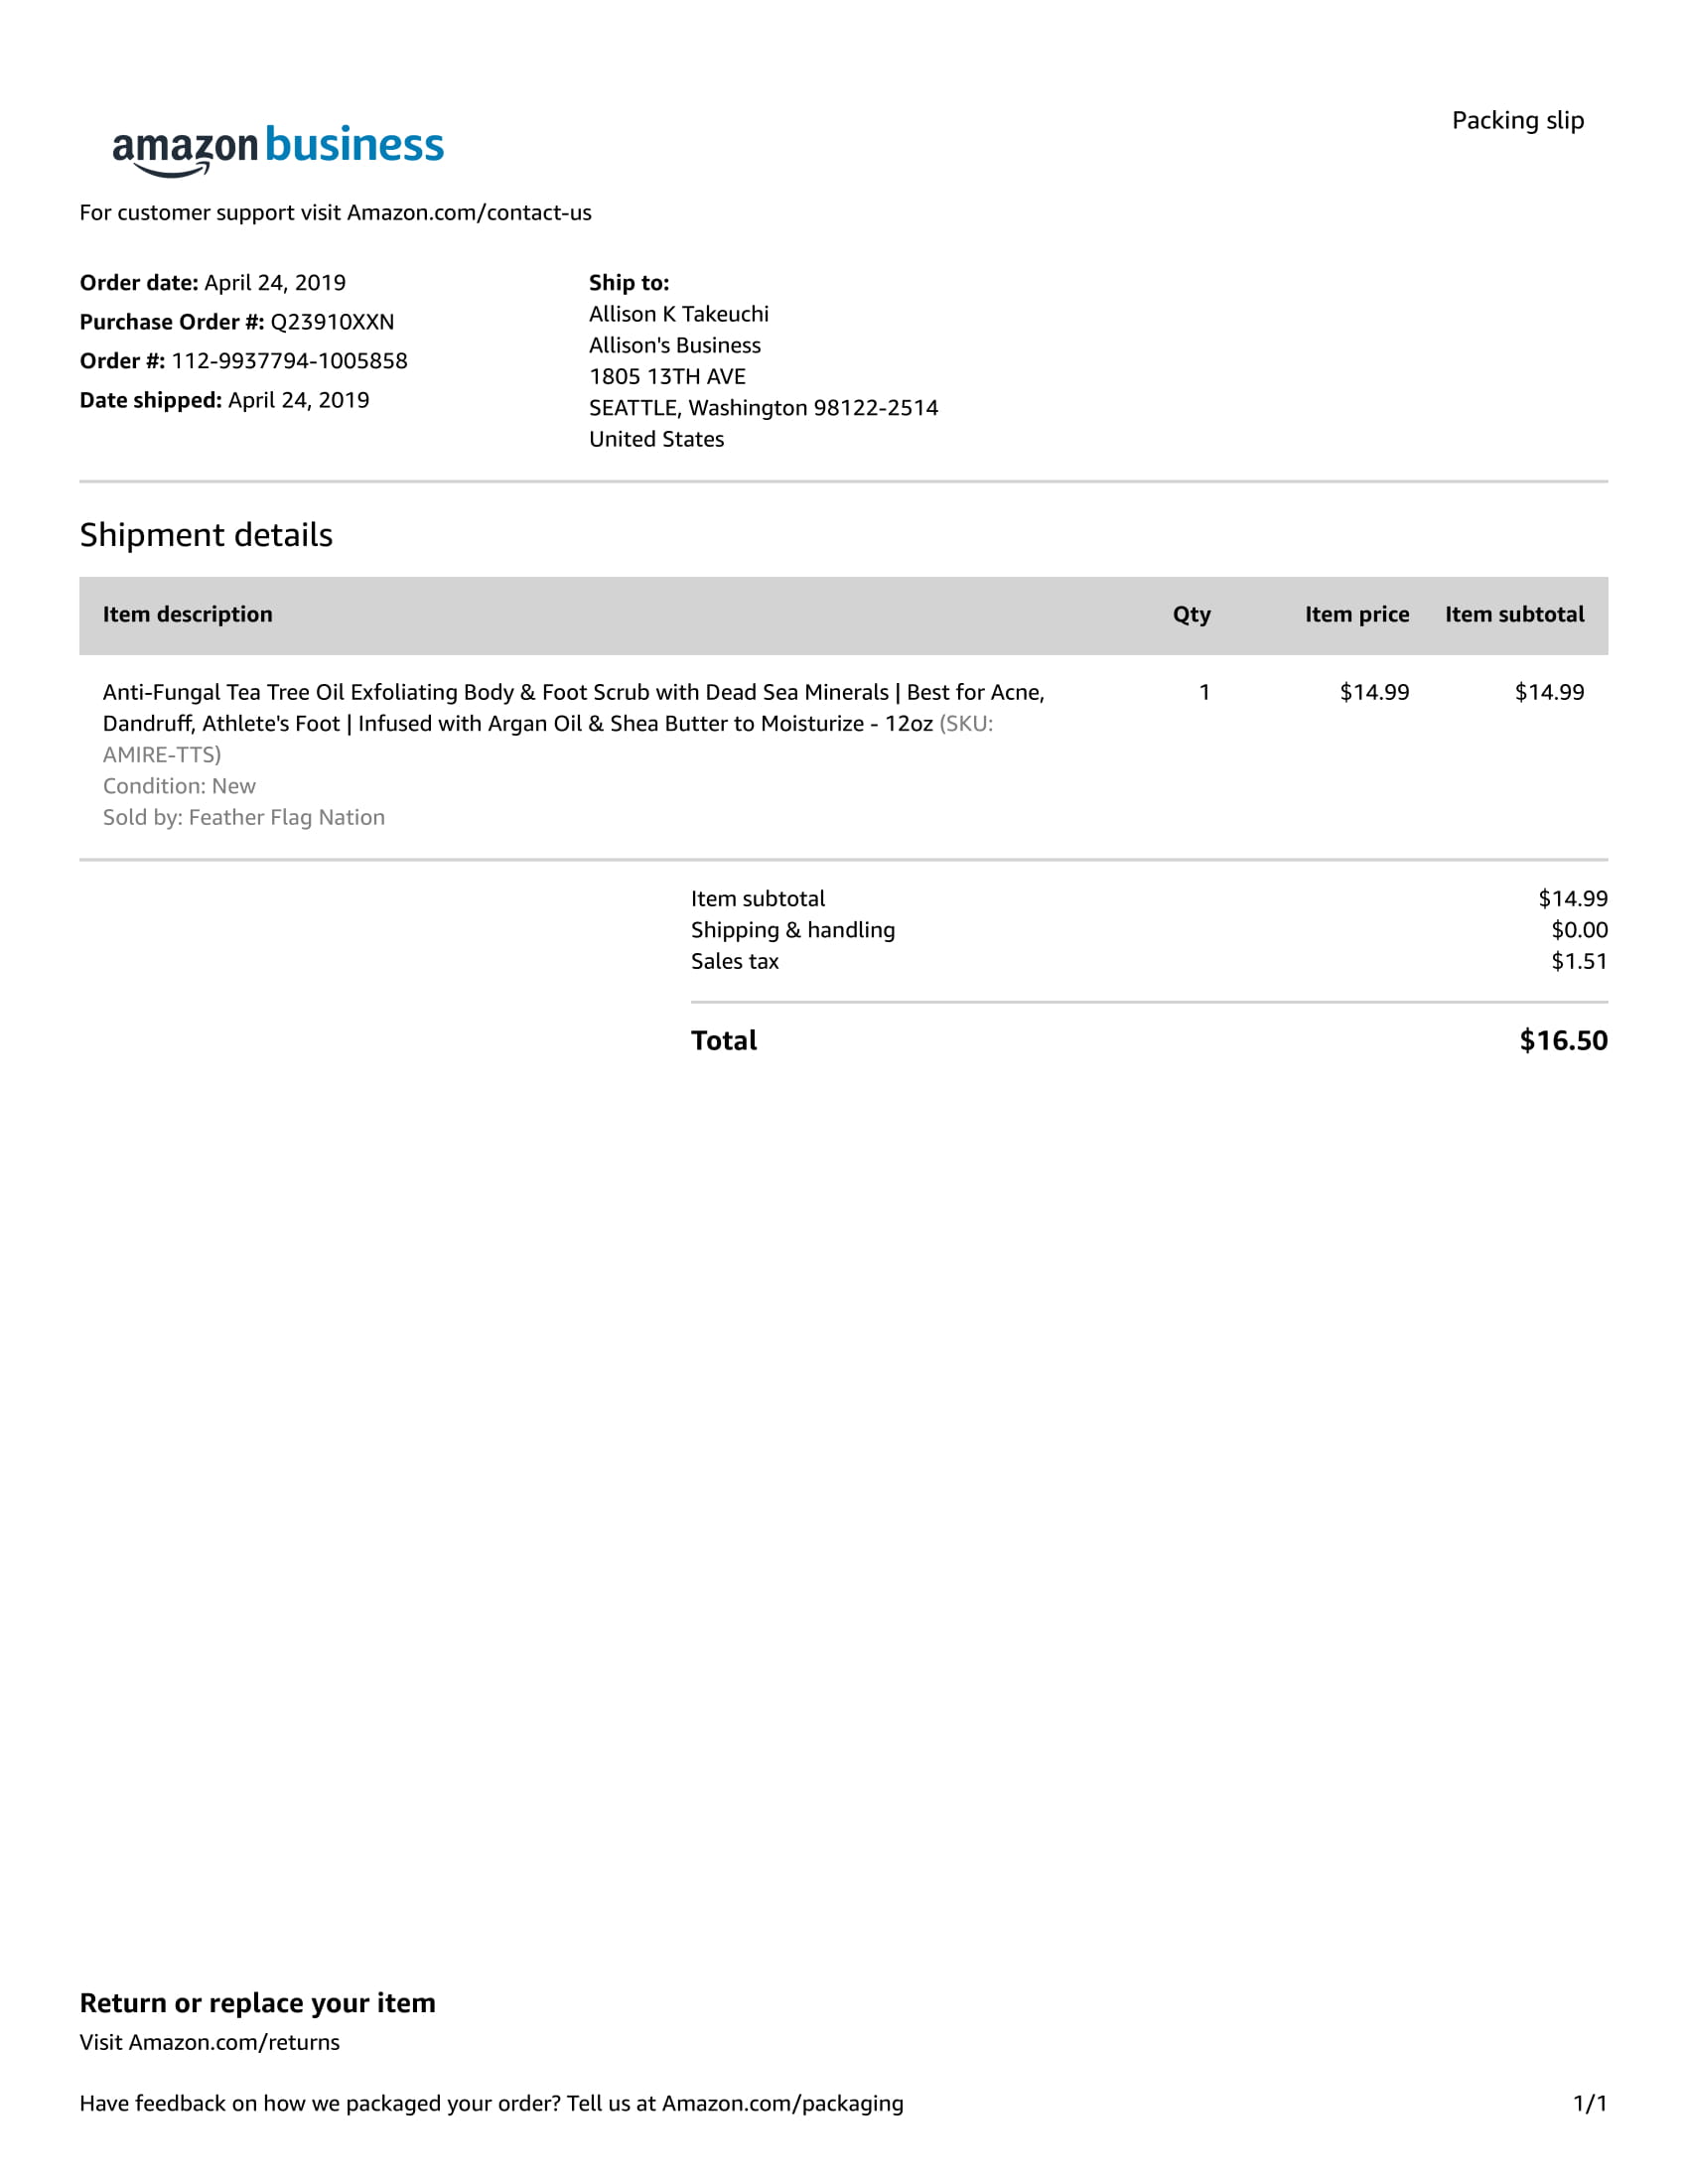 Packing slip
amazon business
For customer support visit Amazon.com/contact-us
Order date: April 24, 2019
Purchase Order #: Q23910XXN
Order #: 112-9937794-1005858
Date shipped: April 24, 2019
Ship to:
Allison K Takeuchi
Allison's Business
1805 13TH AVE
SEATTLE, Washington 98122-2514
United States
Shipment details
Item description Qty Item price Item subtotal
Anti-Fungal Tea Tree Oil Exfoliating Body & Foot Scrub with Dead Sea Minerals | Best for Acne, 1 $14.99 $14.99
Dandruff, Athlete's Foot | Infused with Argan Oil & Shea Butter to Moisturize - 12oz (SKU:
AMIRE-TTS)
Condition: New
Sold by: Feather Flag Nation
Item subtotal $14.99
Shipping & handling $0.00
Sales tax $1.51
Total $16.50
Return or replace your item
Visit Amazon.com/returns
Have feedback on how we packaged your order? Tell us at Amazon.com/packaging 1/1